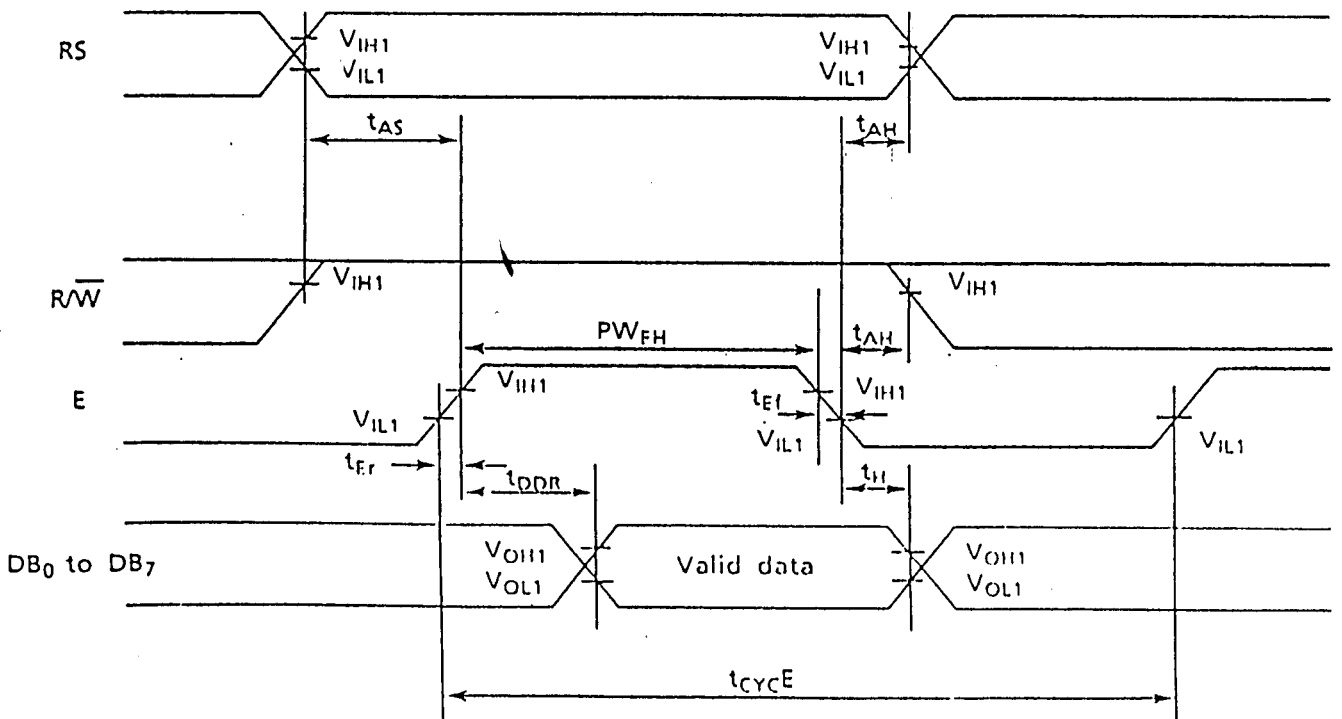 RS
V_IH1
V_IL1
V_IH1
V_IL1
t_AS
t_AH
R/W̅
V_IH1
V_IH1
PW_EH
t_AH
E
V_IH1
V_IL1
t_Ef
V_IH1
V_IL1
V_IL1
t_Er
t_DDR
t_H
DB₀ to DB₇
V_OH1
V_OL1
Valid data
V_OH1
V_OL1
t_CYCE